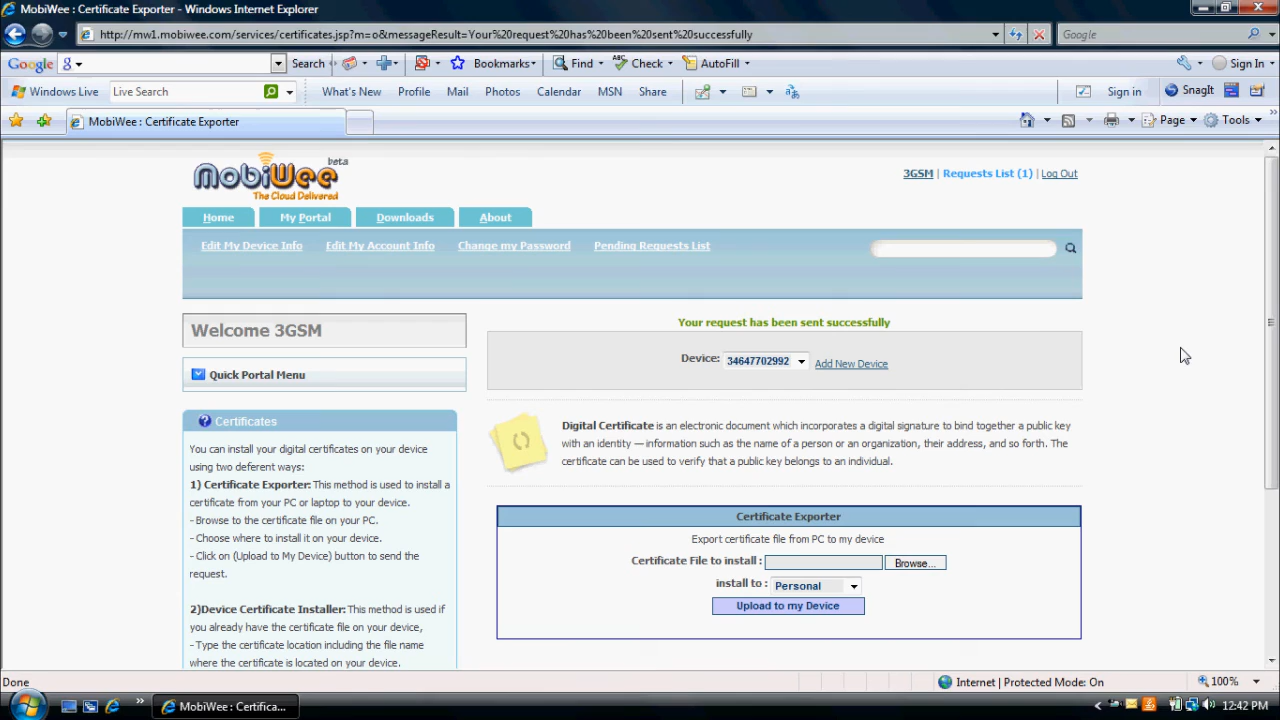 MobiWee : Certificate Exporter - Windows Internet Explorer
http://mw1.mobiwee.com/services/certificates.jsp?m=o&messageResult=Your%20request%20has%20been%20sent%20successfully
Google
Google
Search
Bookmarks
Find
Check
AutoFill
Sign In
Windows Live
Live Search
What's New
Profile
Mail
Photos
Calendar
MSN
Share
Sign in
SnagIt
MobiWee : Certificate Exporter
Page
Tools
MobiWee beta
The Cloud Delivered
3GSM | Requests List (1) | Log Out
Home
My Portal
Downloads
About
Edit My Device Info
Edit My Account Info
Change my Password
Pending Requests List
Welcome 3GSM
Quick Portal Menu
Certificates
You can install your digital certificates on your device
using two deferent ways:
1) Certificate Exporter: This method is used to install a
certificate from your PC or laptop to your device.
- Browse to the certificate file on your PC.
- Choose where to install it on your device.
- Click on (Upload to My Device) button to send the
request.
2)Device Certificate Installer: This method is used if
you already have the certificate file on your device,
- Type the certificate location including the file name
where the certificate is located on your device.
Your request has been sent successfully
Device: 34647702992 Add New Device
Digital Certificate is an electronic document which incorporates a digital signature to bind together a public key
with an identity — information such as the name of a person or an organization, their address, and so forth. The
certificate can be used to verify that a public key belongs to an individual.
Certificate Exporter
Export certificate file from PC to my device
Certificate File to install : Browse...
install to : Personal
Upload to my Device
Done
Internet | Protected Mode: On
100%
MobiWee : Certifica...
12:42 PM